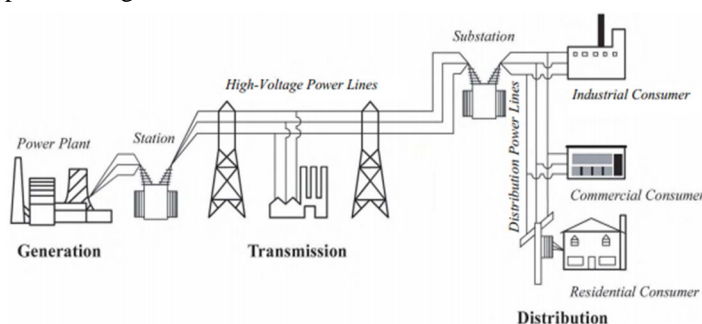 Substation
High-Voltage Power Lines
Industrial Consumer
Power Plant
Station
Distribution Power Lines
Commercial Consumer
Generation
Transmission
Residential Consumer
Distribution